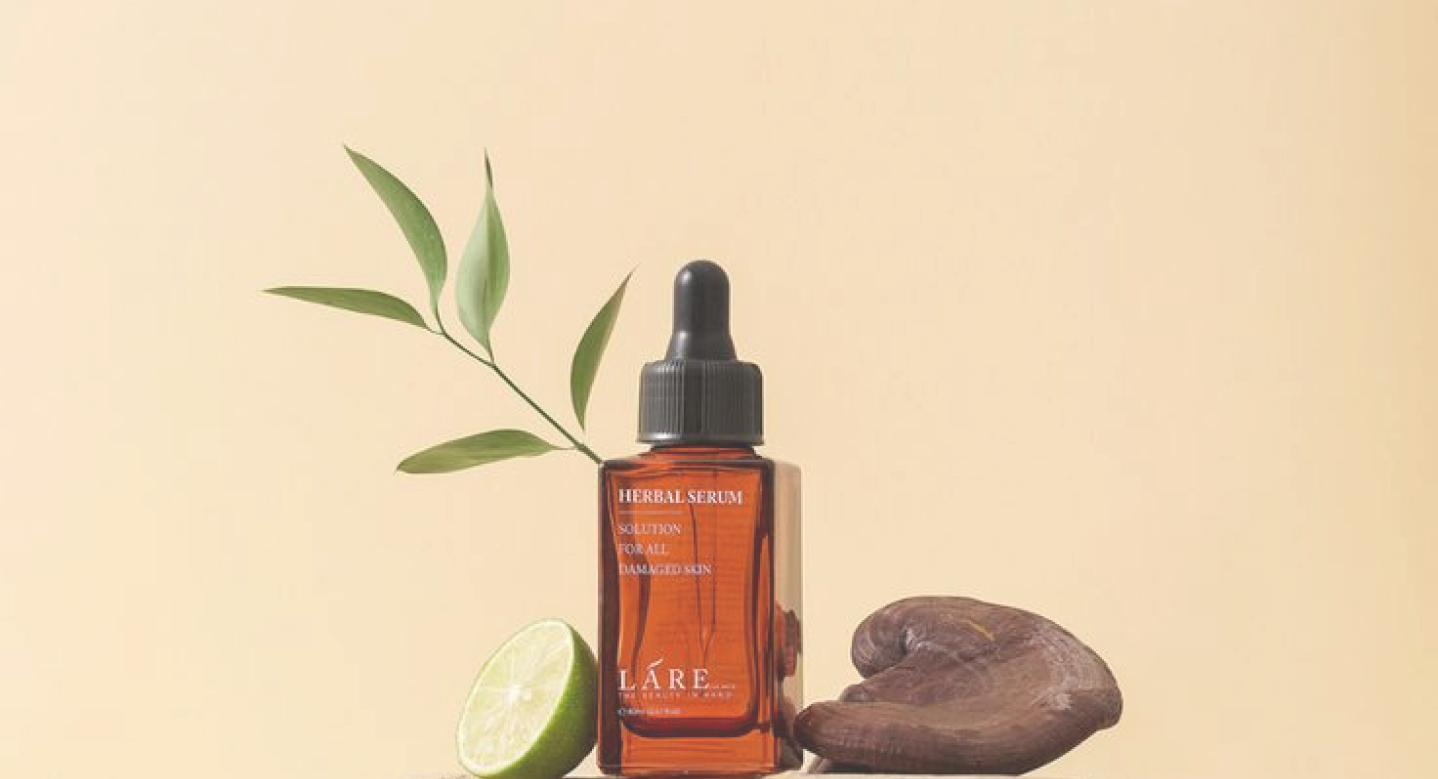 HERBAL SERUM
SOLUTION
FOR ALL
DAMAGED SKIN
LÁRE
THE BEAUTY IN HAND